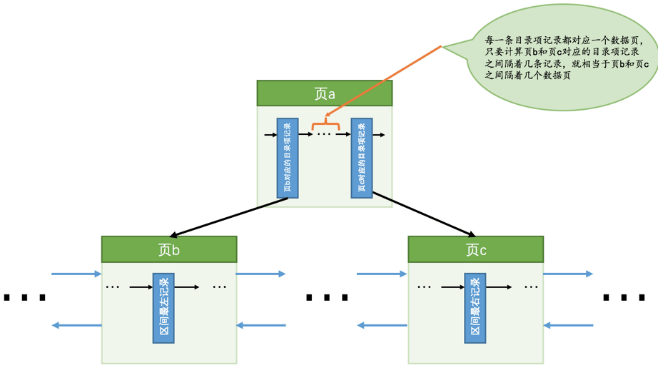 每一条目录项记录都对应一个数据页，
只要计算页b和页c对应的目录项记录
之间隔着几条记录，就相当于页b和页c
之间隔着几个数据页
页a
页b对应的目录项记录
...
页c对应的目录项记录
页b
页c
...
区间最左记录
...
...
区间最右记录
...
...
...
...